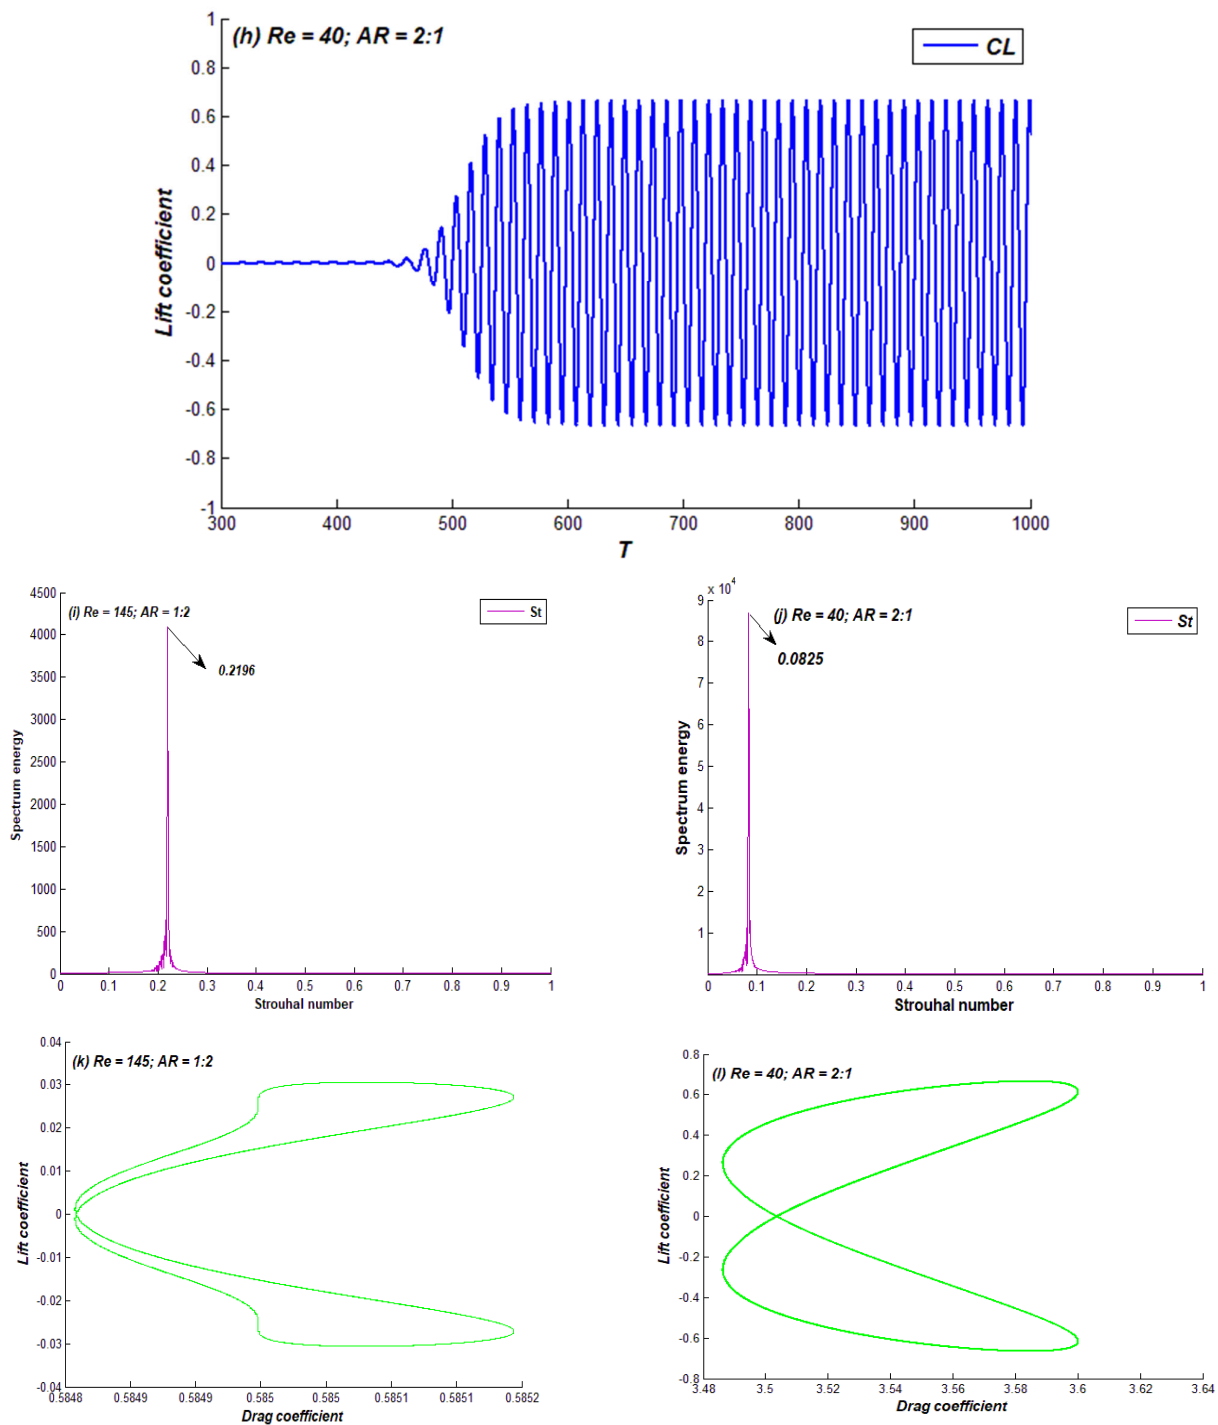 (h) Re = 40; AR = 2:1
CL
1
0.8
0.6
0.4
0.2
0
-0.2
-0.4
-0.6
-0.8
-1
Lift coefficient
300 400 500 600 700 800 900 1000
T
(i) Re = 145; AR = 1:2
St
0.2196
4500
4000
3500
3000
2500
2000
1500
1000
500
0
Spectrum energy
0 0.1 0.2 0.3 0.4 0.5 0.6 0.7 0.8 0.9 1
Strouhal number
x 10^4
(j) Re = 40; AR = 2:1
St
0.0825
9
8
7
6
5
4
3
2
1
Spectrum energy
0 0.1 0.2 0.3 0.4 0.5 0.6 0.7 0.8 0.9 1
Strouhal number
(k) Re = 145; AR = 1:2
0.04
0.03
0.02
0.01
0
-0.01
-0.02
-0.03
-0.04
Lift coefficient
0.5848 0.5849 0.5849 0.585 0.585 0.5851 0.5851 0.5852
Drag coefficient
(l) Re = 40; AR = 2:1
0.8
0.6
0.4
0.2
0
-0.2
-0.4
-0.6
-0.8
Lift coefficient
3.48 3.5 3.52 3.54 3.56 3.58 3.6 3.62 3.64
Drag coefficient